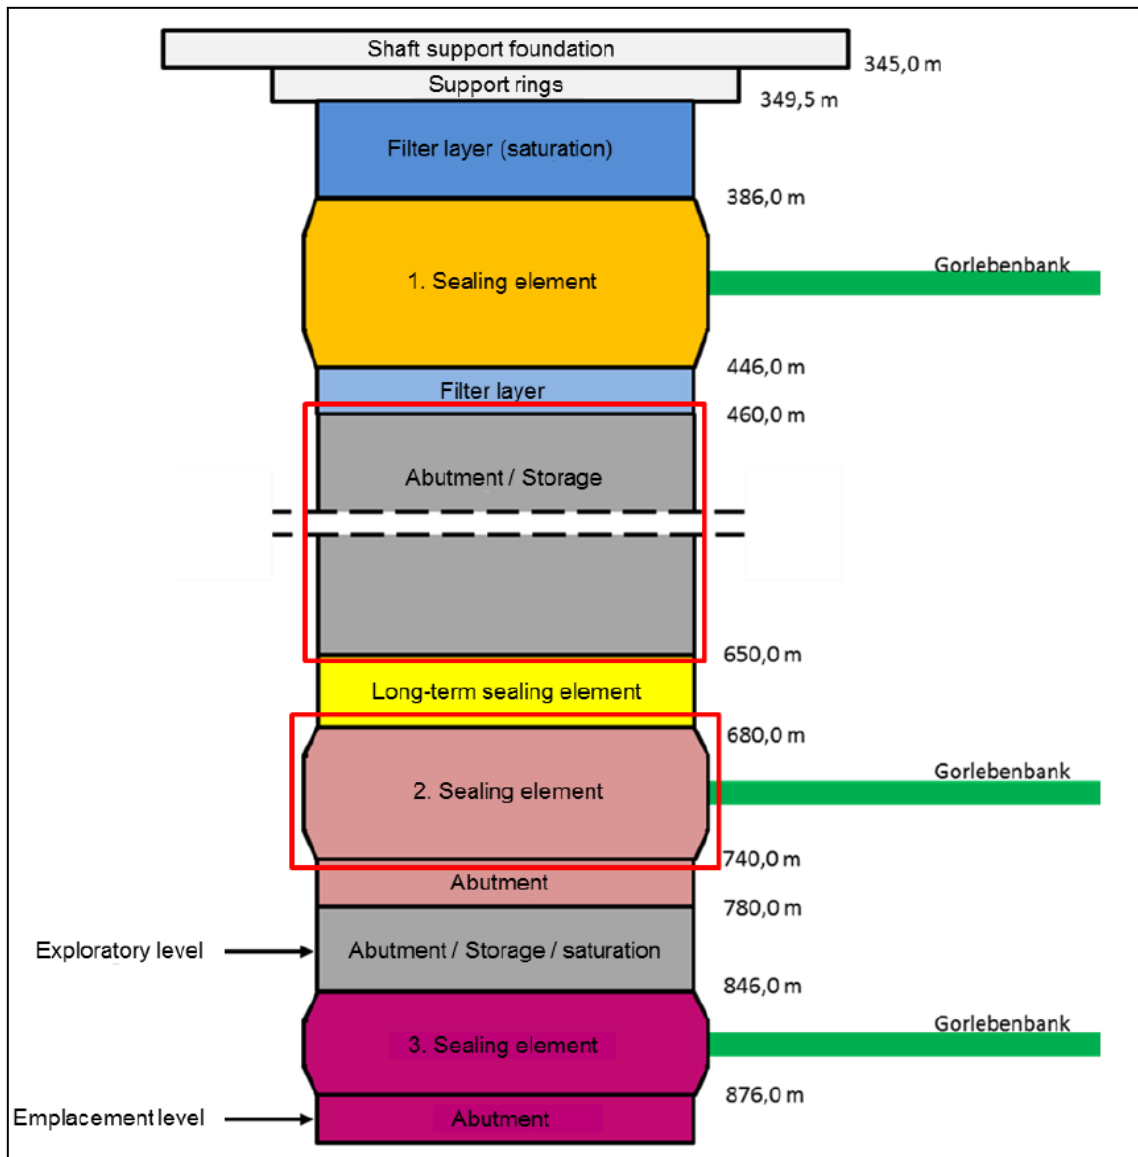 Shaft support foundation
345,0 m
Support rings
349,5 m
Filter layer (saturation)
386,0 m
Gorlebenbank
1. Sealing element
446,0 m
Filter layer
460,0 m
Abutment / Storage
650,0 m
Long-term sealing element
680,0 m
Gorlebenbank
2. Sealing element
740,0 m
Abutment
780,0 m
Exploratory level
Abutment / Storage / saturation
846,0 m
Gorlebenbank
3. Sealing element
876,0 m
Emplacement level
Abutment